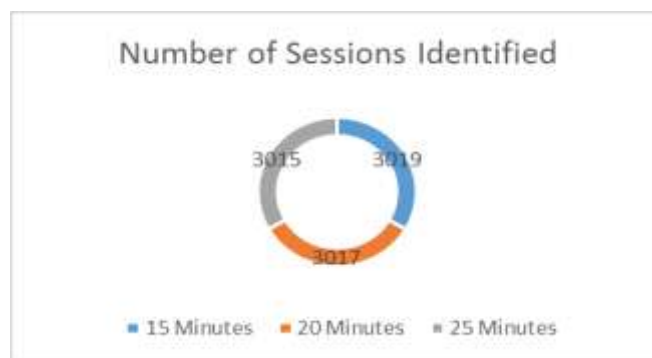 Number of Sessions Identified
3015
3019
3017
15 Minutes
20 Minutes
25 Minutes